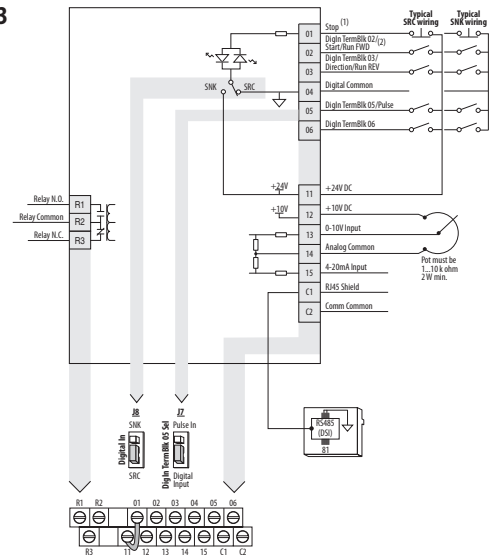 3
Typical
SRC wiring
Typical
SNK wiring
01
Stop (1)
02
DigIn TermBlk 02/(2)
Start/Run FWD
03
DigIn TermBlk 03/
Direction/Run REV
SNK
SRC
04
Digital Common
05
DigIn TermBlk 05/Pulse
06
DigIn TermBlk 06
+24V
11
+24V DC
+10V
12
+10V DC
13
0-10V Input
14
Analog Common
15
4-20mA Input
C1
RJ45 Shield
C2
Comm Common
Pot must be
1...10 k ohm
2 W min.
Relay N.O.
R1
Relay Common
R2
Relay N.C.
R3
J8
SNK
Digital In
SRC
J7
Pulse In
DigIn TermBlk 05 Sel
Digital
Input
RS485
(DSI)
81
R1 R2 01 02 03 04 05 06
R3 11 12 13 14 15 C1 C2